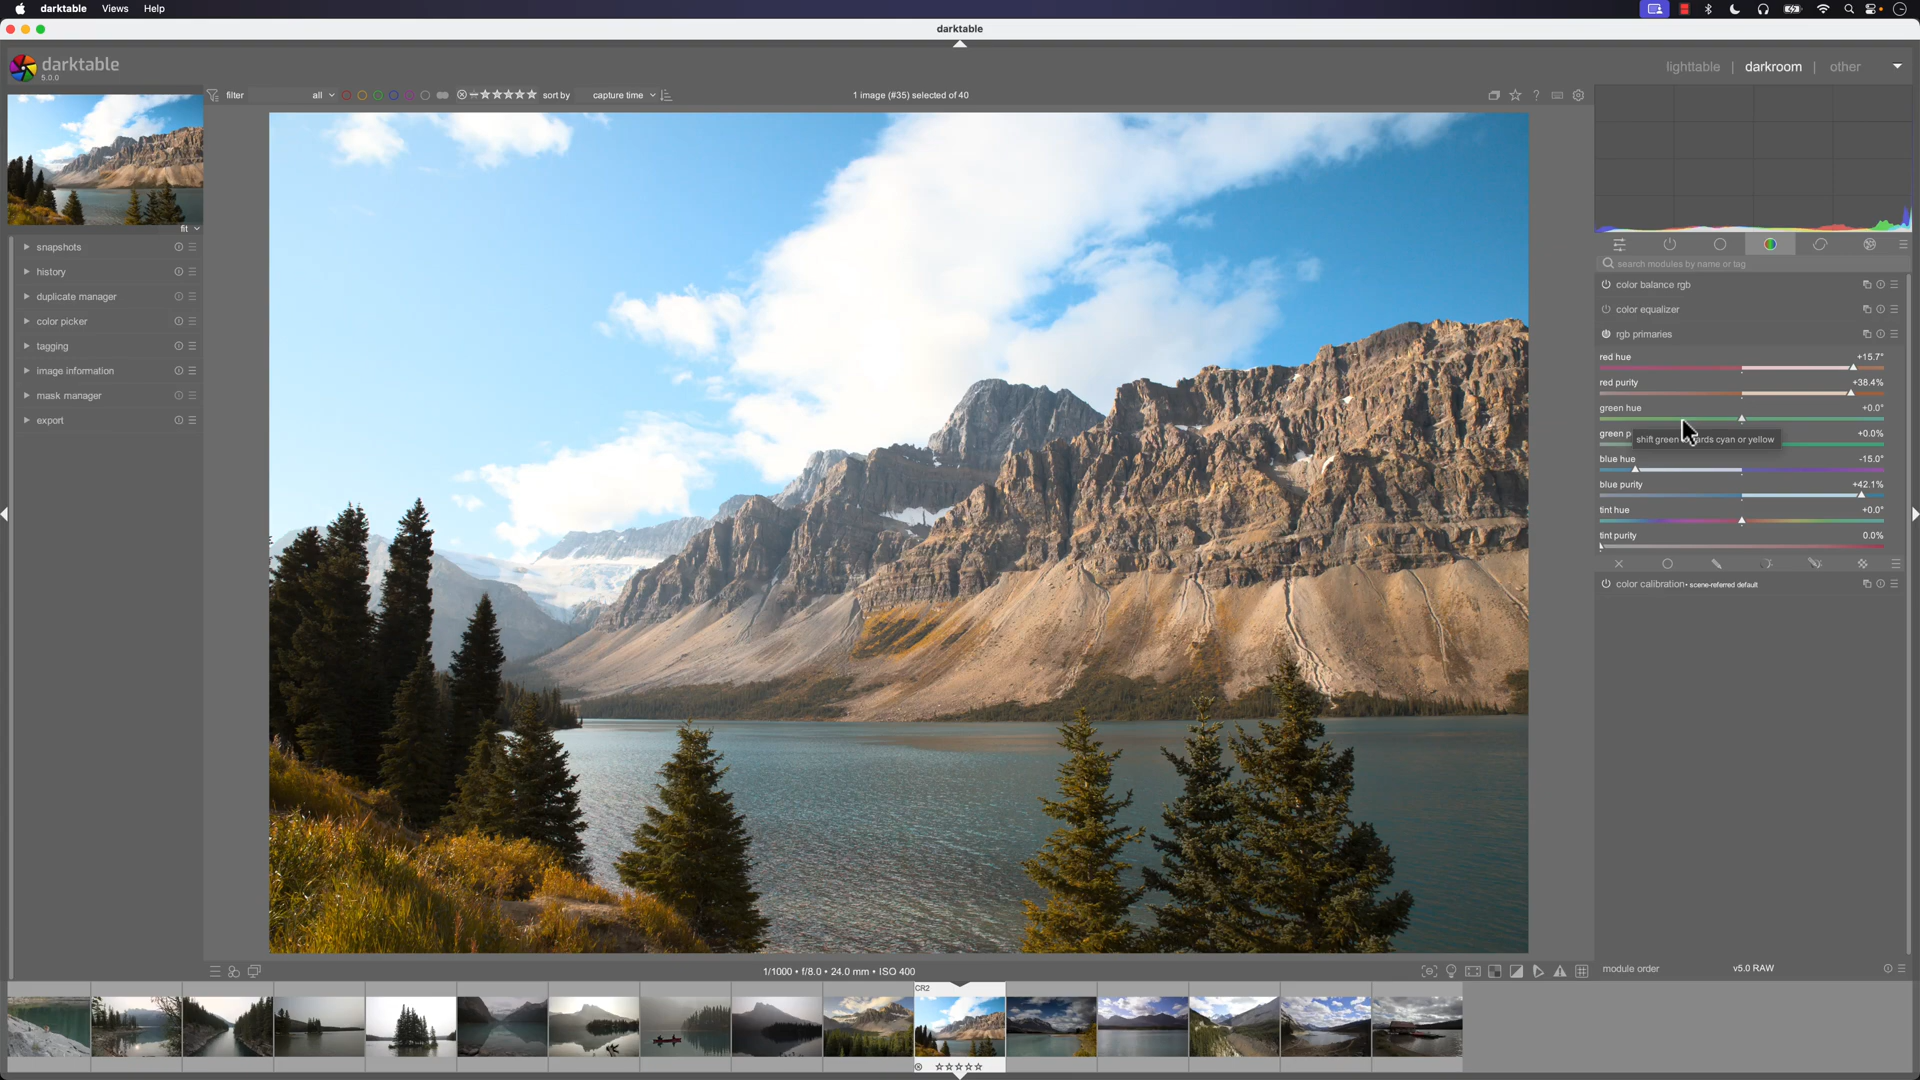 darktable Views Help
darktable
darktable
5.0.0
lighttable | darkroom | other
filter all sort by capture time 1 image (#35) selected of 40
fit
snapshots
history
duplicate manager
color picker
tagging
image information
mask manager
export
search modules by name or tag
color balance rgb
color equalizer
rgb primaries
red hue +15.7°
red purity +38.4%
green hue +0.0°
green p +0.0%
shift green ards cyan or yellow
blue hue -15.0°
blue purity +42.1%
tint hue +0.0°
tint purity 0.0%
color calibration • scene-referred default
1/1000 • f/8.0 • 24.0 mm • ISO 400
module order v5.0 RAW
CR2